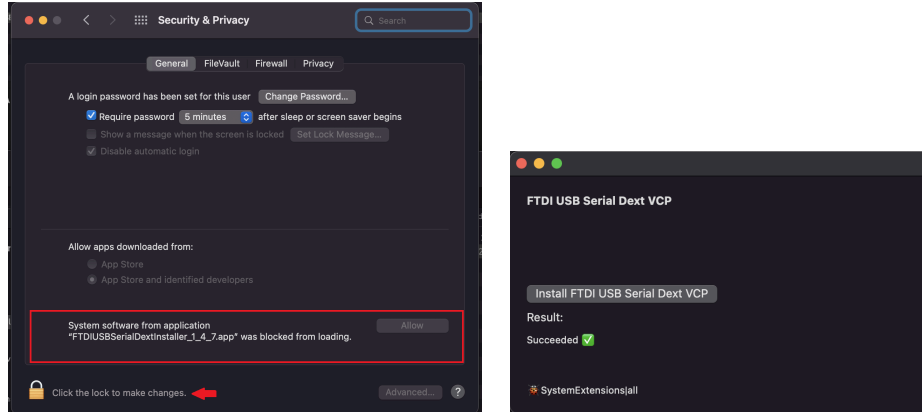 Security & Privacy
Search
General FileVault Firewall Privacy
A login password has been set for this user Change Password...
Require password 5 minutes after sleep or screen saver begins
Show a message when the screen is locked Set Lock Message...
Disable automatic login
Allow apps downloaded from:
App Store
App Store and identified developers
System software from application Allow
"FTDIUSBSerialDextInstaller_1_4_7.app" was blocked from loading.
Click the lock to make changes. Advanced... ?
FTDI USB Serial Dext VCP
Install FTDI USB Serial Dext VCP
Result:
Succeeded ✅
SystemExtensions|all